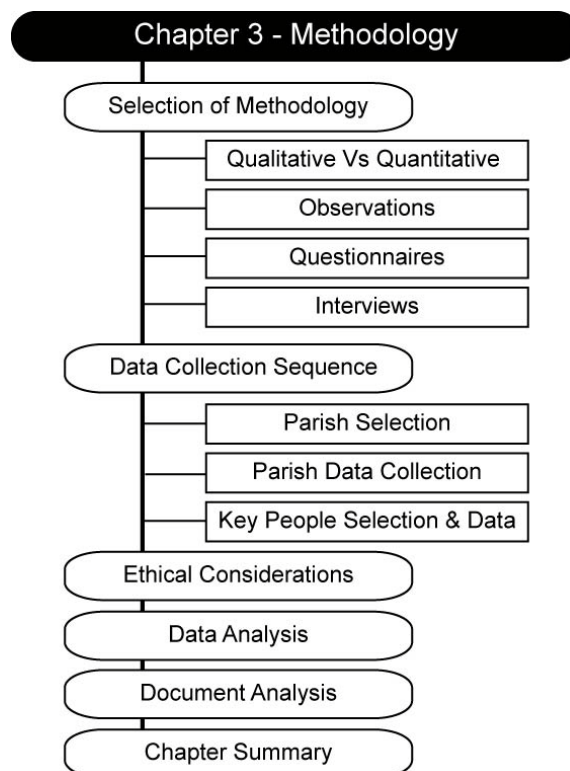 Chapter 3 - Methodology
Selection of Methodology
Qualitative Vs Quantitative
Observations
Questionnaires
Interviews
Data Collection Sequence
Parish Selection
Parish Data Collection
Key People Selection & Data
Ethical Considerations
Data Analysis
Document Analysis
Chapter Summary